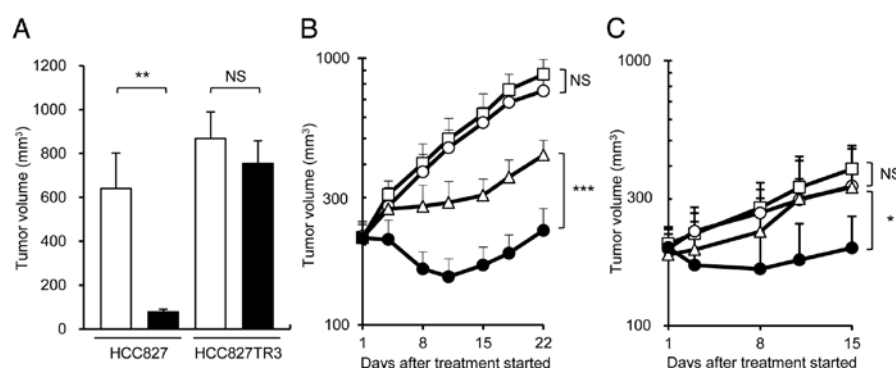 A
B
C
Tumor volume (mm³)
1200
1000
800
600
400
200
0
**
NS
HCC827
HCC827TR3
Tumor volume (mm³)
1000
300
100
NS
***
1
8
15
22
Days after treatment started
Tumor volume (mm³)
1000
300
100
NS
*
1
8
15
Days after treatment started